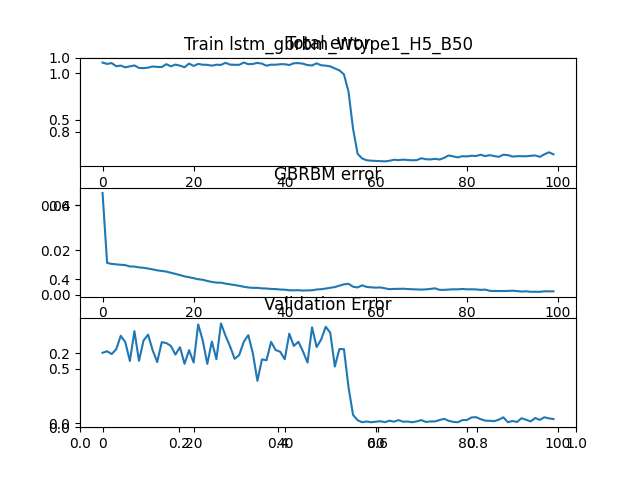 Train lstm_gbrbm_Wtype1_H5_B50
Total error
1.0
1.0
0.5
0.8
0 20 40 60 80 100
GBRBM error
0.04
0.6
0.02
0.4
0.00
0 20 40 60 80 100
Validation Error
0.2
0.5
0.0
0.0
0.0 0 0.2 20 0.4 40 0.6 60 80 0.8 100 1.0